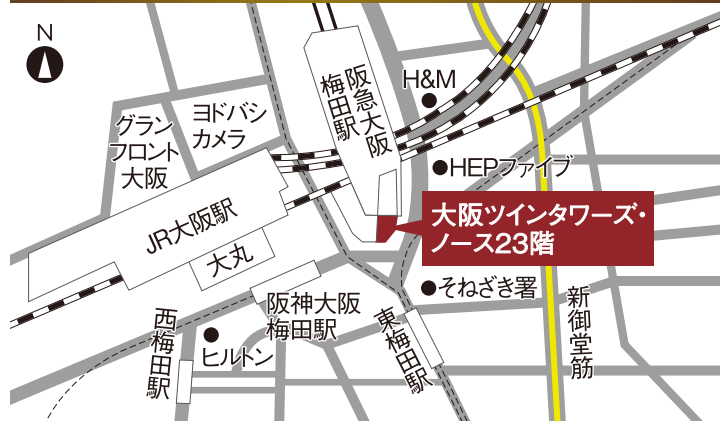 N
H&M
阪急大阪
梅田駅
ヨドバシ
カメラ
グラン
フロント
大阪
HEPファイブ
JR大阪駅
大阪ツインタワーズ・
ノース23階
大丸
そねざき署
阪神大阪
梅田駅
新御堂筋
西梅田駅
東梅田駅
ヒルトン